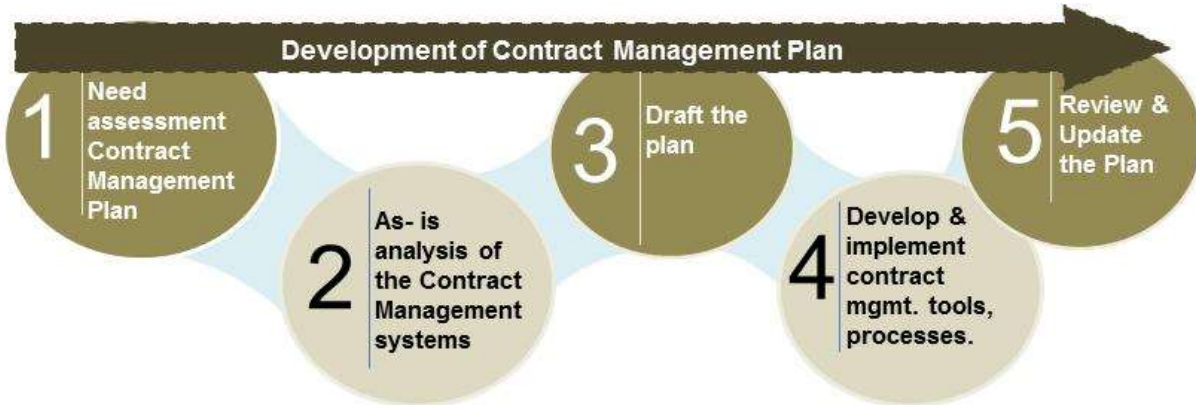 Development of Contract Management Plan
1
Need
assessment
Contract
Management
Plan
2
As- is
analysis of
the Contract
Management
systems
3
Draft the
plan
4
Develop &
implement
contract
mgmt. tools,
processes.
5
Review &
Update
the Plan